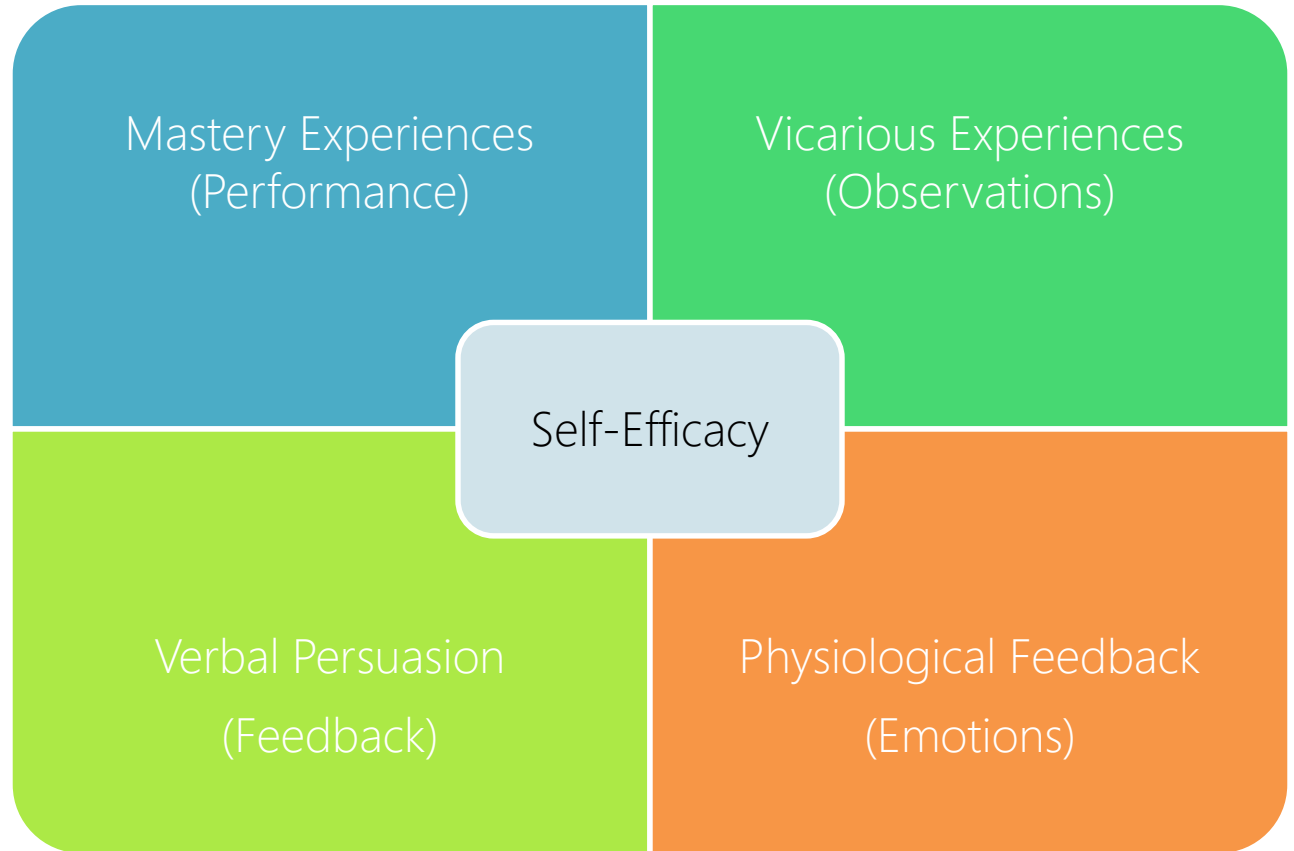 Mastery Experiences
(Performance)
Vicarious Experiences
(Observations)
Self-Efficacy
Verbal Persuasion
(Feedback)
Physiological Feedback
(Emotions)